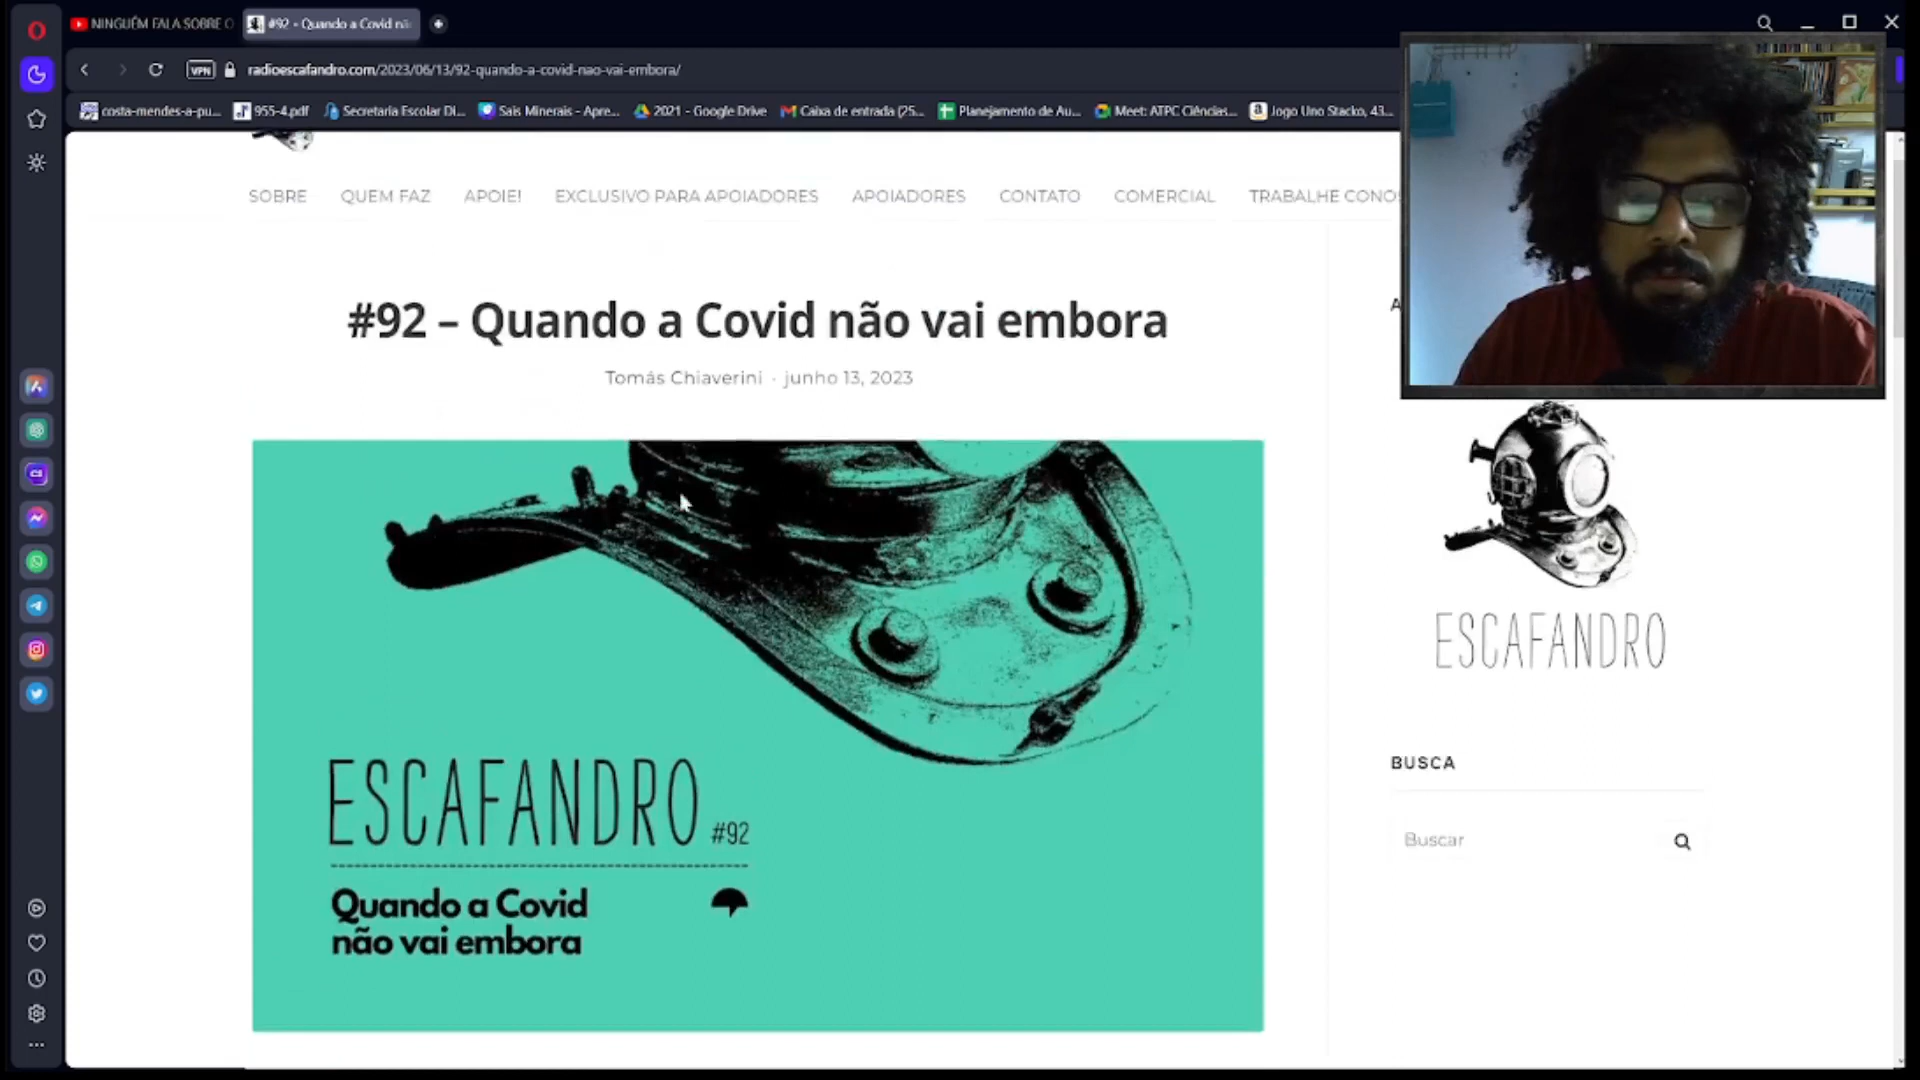 NINGUÉM FALA SOBRE O
#92 - Quando a Covid nã
VPN
radioescafandro.com/2023/06/13/92-quando-a-covid-nao-vai-embora/
costa-mendes-a-pu...
955-4.pdf
Secretaria Escolar Di...
Sais Minerais - Apre...
2021 - Google Drive
Caixa de entrada (25...
Planejamento de Au...
Meet: ATPC Ciências...
Jogo Uno Stacko, 43...
SOBRE
QUEM FAZ
APOIE!
EXCLUSIVO PARA APOIADORES
APOIADORES
CONTATO
COMERCIAL
TRABALHE CONO
#92 – Quando a Covid não vai embora
Tomás Chiaverini · junho 13, 2023
ESCAFANDRO #92
Quando a Covid
não vai embora
ESCAFANDRO
BUSCA
Buscar